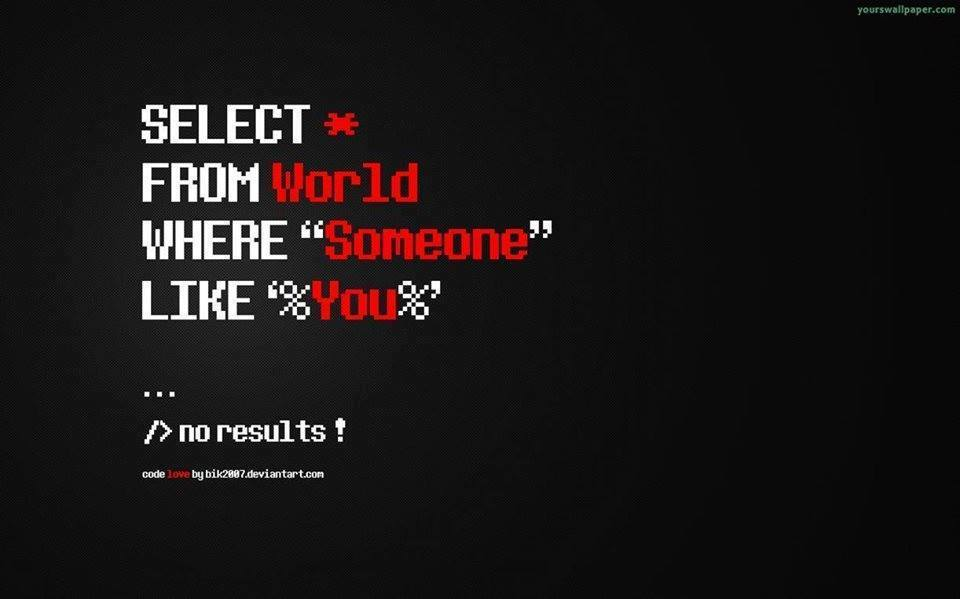 yourswallpaper.com
SELECT *
FROM World
WHERE “Someone”
LIKE ‘%You%’
...
/> no results !
code love by bik2007.deviantart.com